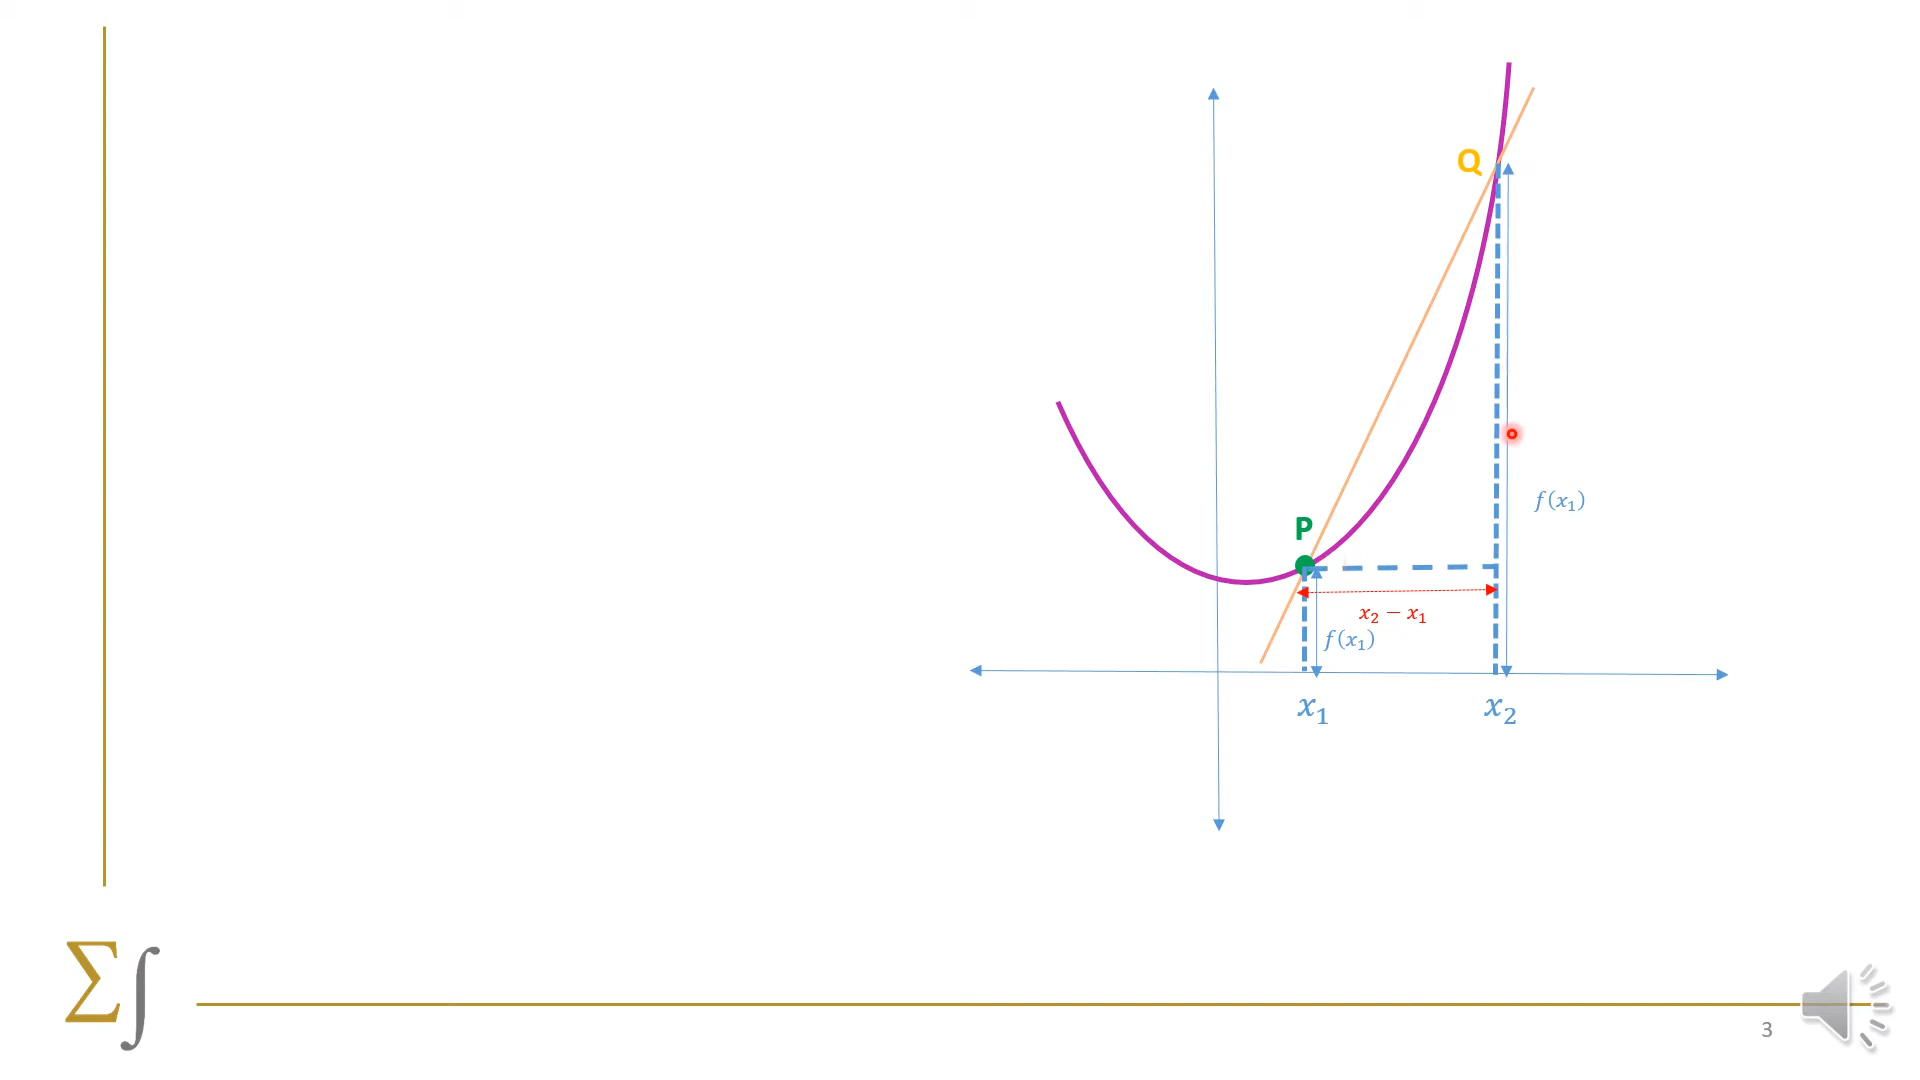 Q
f(x₁)
P
x₂ − x₁
f(x₁)
x₁
x₂
∑∫
3